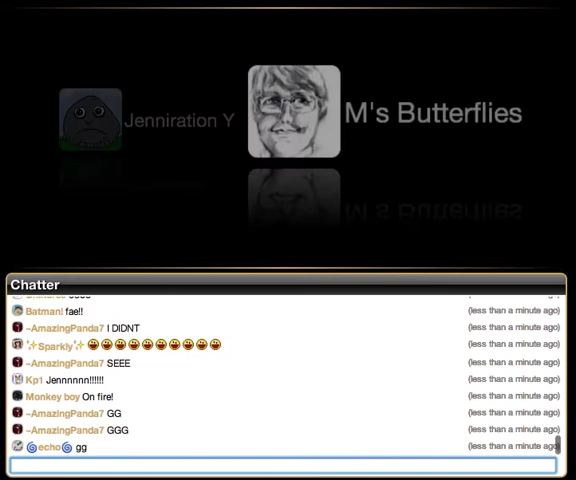 Jenniration Y
M's Butterflies
Chatter
Batman! fae!! (less than a minute ago)
~AmazingPanda7 I DIDNT (less than a minute ago)
Sparkly (less than a minute ago)
~AmazingPanda7 SEEE (less than a minute ago)
Kp1 Jennnnnn!!!!!! (less than a minute ago)
Monkey boy On fire! (less than a minute ago)
~AmazingPanda7 GG (less than a minute ago)
~AmazingPanda7 GGG (less than a minute ago)
🌀echo🌀 gg (less than a minute ago)